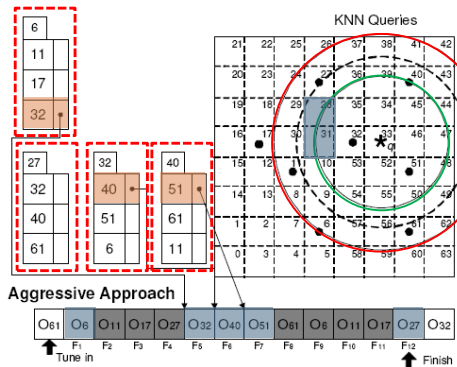 KNN Queries
6
11
17
32
27
32
40
61
32
40
51
6
40
51
61
11
21 22 25 26 37 38 41 42
20 23 24 27 36 39 40 43
19 18 29 28 35 34 45 44
16 17 30 31 32 33 46 47
q
15 12 10 53 52 51 48
14 13 8 9 54 55 50 49
1 2 7 6 57 56 61 62
0 3 4 5 58 59 60 63
Aggressive Approach
O61 O6 O11 O17 O27 O32 O40 O51 O61 O6 O11 O17 O27 O32
F1 F2 F3 F4 F5 F6 F7 F8 F9 F10 F11 F12
Tune in Finish